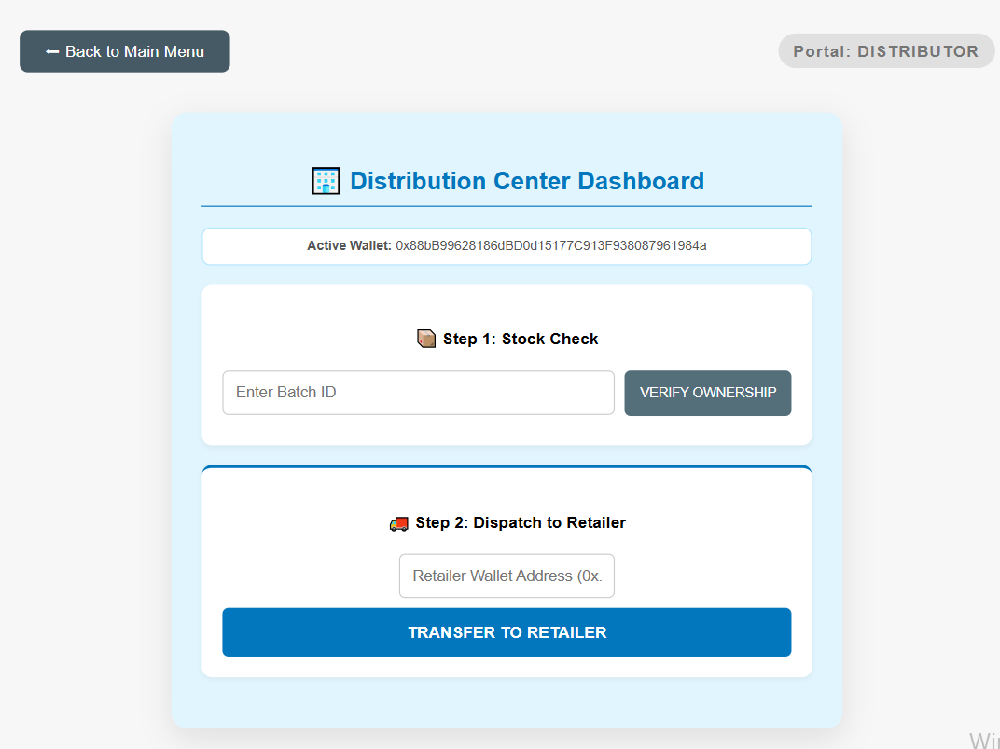 Back to Main Menu
Portal: DISTRIBUTOR
Distribution Center Dashboard
Active Wallet: 0x88bB99628186dBD0d15177C913F938087961984a
Step 1: Stock Check
Enter Batch ID
VERIFY OWNERSHIP
Step 2: Dispatch to Retailer
Retailer Wallet Address (0x.
TRANSFER TO RETAILER